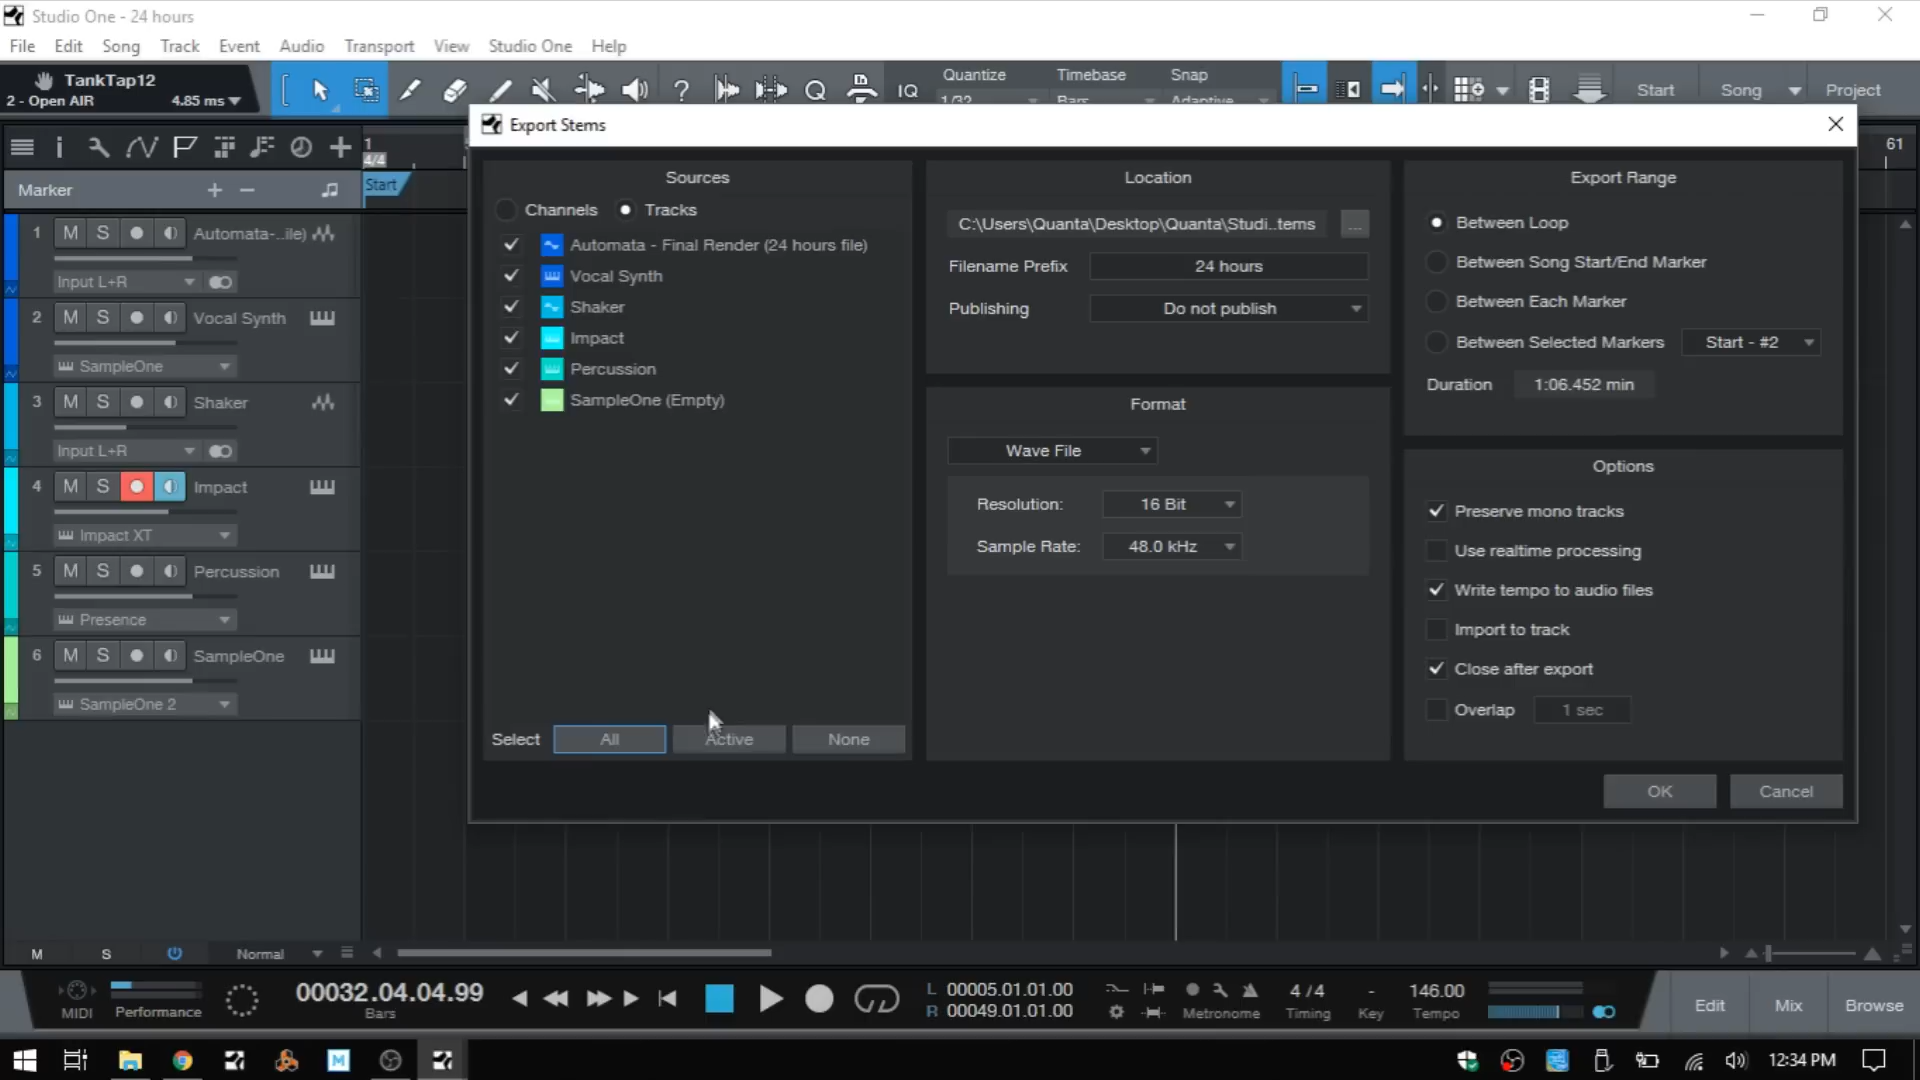 Studio One - 24 hours
File Edit Song Track Event Audio Transport View Studio One Help
TankTap12
2 - Open AIR 4.85 ms
? Q IQ
Quantize Timebase Snap
1/32 Bars Adaptive
Start Song Project
Export Stems
1
4/4
61
Marker
Start
1 M S Automata-..ile)
Input L+R
2 M S Vocal Synth
SampleOne
3 M S Shaker
Input L+R
4 M S Impact
Impact XT
5 M S Percussion
Presence
6 M S SampleOne
SampleOne 2
Sources
Channels Tracks
Automata - Final Render (24 hours file)
Vocal Synth
Shaker
Impact
Percussion
SampleOne (Empty)
Select All Active None
Location
C:\Users\Quanta\Desktop\Quanta\Studi..tems ...
Filename Prefix 24 hours
Publishing Do not publish
Format
Wave File
Resolution: 16 Bit
Sample Rate: 48.0 kHz
Export Range
Between Loop
Between Song Start/End Marker
Between Each Marker
Between Selected Markers Start - #2
Duration 1:06.452 min
Options
Preserve mono tracks
Use realtime processing
Write tempo to audio files
Import to track
Close after export
Overlap 1 sec
OK Cancel
M S Normal
MIDI Performance
00032.04.04.99
Bars
L 00005.01.01.00
R 00049.01.01.00
Metronome
4 / 4
Timing
-
Key
146.00
Tempo
Edit Mix Browse
M
12:34 PM